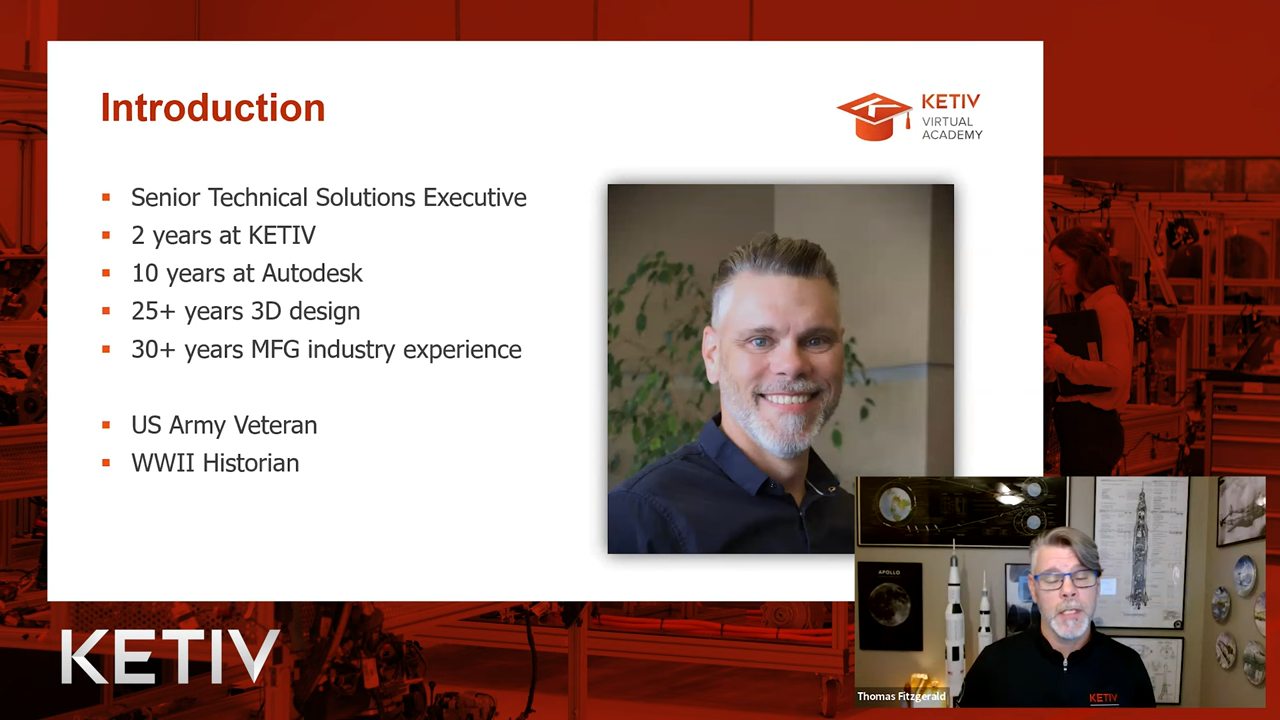 Introduction
KETIV
VIRTUAL
ACADEMY
Senior Technical Solutions Executive
2 years at KETIV
10 years at Autodesk
25+ years 3D design
30+ years MFG industry experience
US Army Veteran
WWII Historian
APOLLO
KETIV
Thomas Fitzgerald
KETIV